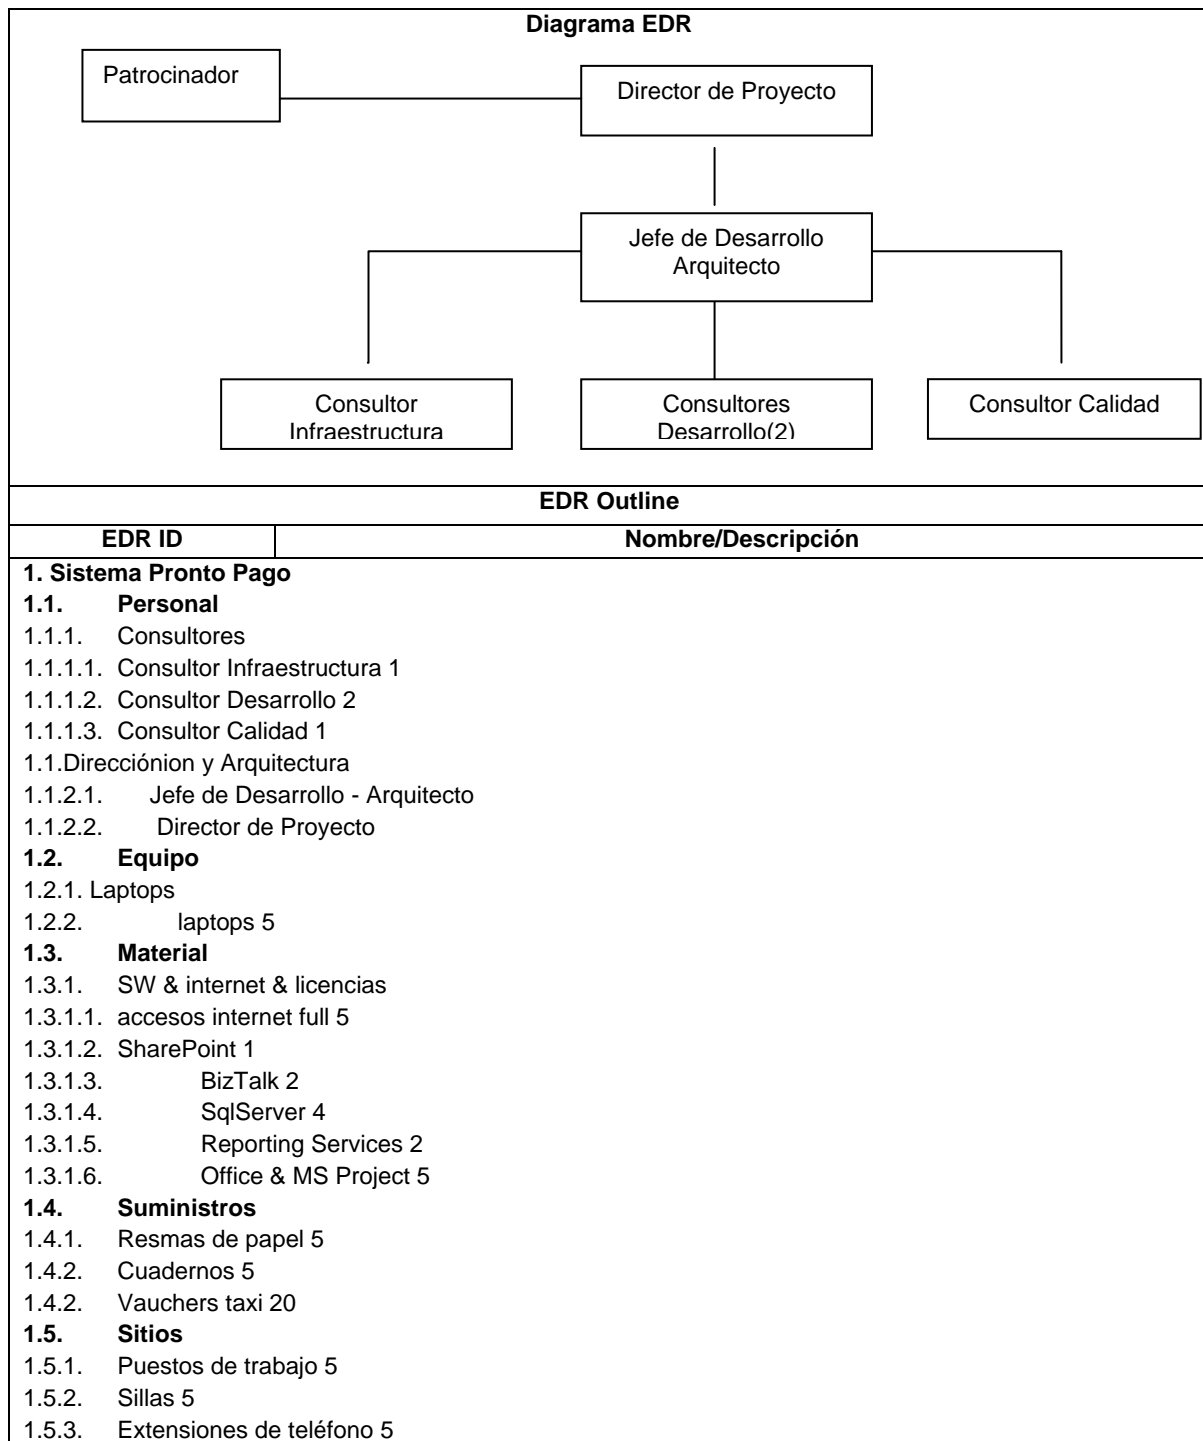 Diagrama EDR
Patrocinador
Director de Proyecto
Jefe de Desarrollo
Arquitecto
Consultor
Infraestructura
Consultores
Desarrollo(2)
Consultor Calidad
EDR Outline
EDR ID Nombre/Descripción
1. Sistema Pronto Pago
1.1. Personal
1.1.1. Consultores
1.1.1.1. Consultor Infraestructura 1
1.1.1.2. Consultor Desarrollo 2
1.1.1.3. Consultor Calidad 1
1.1.Direcciónion y Arquitectura
1.1.2.1. Jefe de Desarrollo - Arquitecto
1.1.2.2. Director de Proyecto
1.2. Equipo
1.2.1. Laptops
1.2.2. laptops 5
1.3. Material
1.3.1. SW & internet & licencias
1.3.1.1. accesos internet full 5
1.3.1.2. SharePoint 1
1.3.1.3. BizTalk 2
1.3.1.4. SqlServer 4
1.3.1.5. Reporting Services 2
1.3.1.6. Office & MS Project 5
1.4. Suministros
1.4.1. Resmas de papel 5
1.4.2. Cuadernos 5
1.4.2. Vauchers taxi 20
1.5. Sitios
1.5.1. Puestos de trabajo 5
1.5.2. Sillas 5
1.5.3. Extensiones de teléfono 5